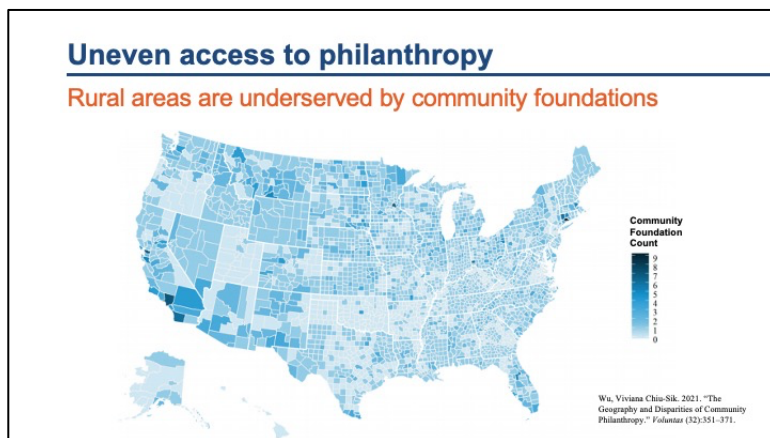 Uneven access to philanthropy
Rural areas are underserved by community foundations
Community
Foundation
Count
9
8
7
6
5
4
3
2
1
0
Wu, Viviana Chiu-Sik. 2021. “The
Geography and Disparities of Community
Philanthropy.” Voluntas (32):351–371.